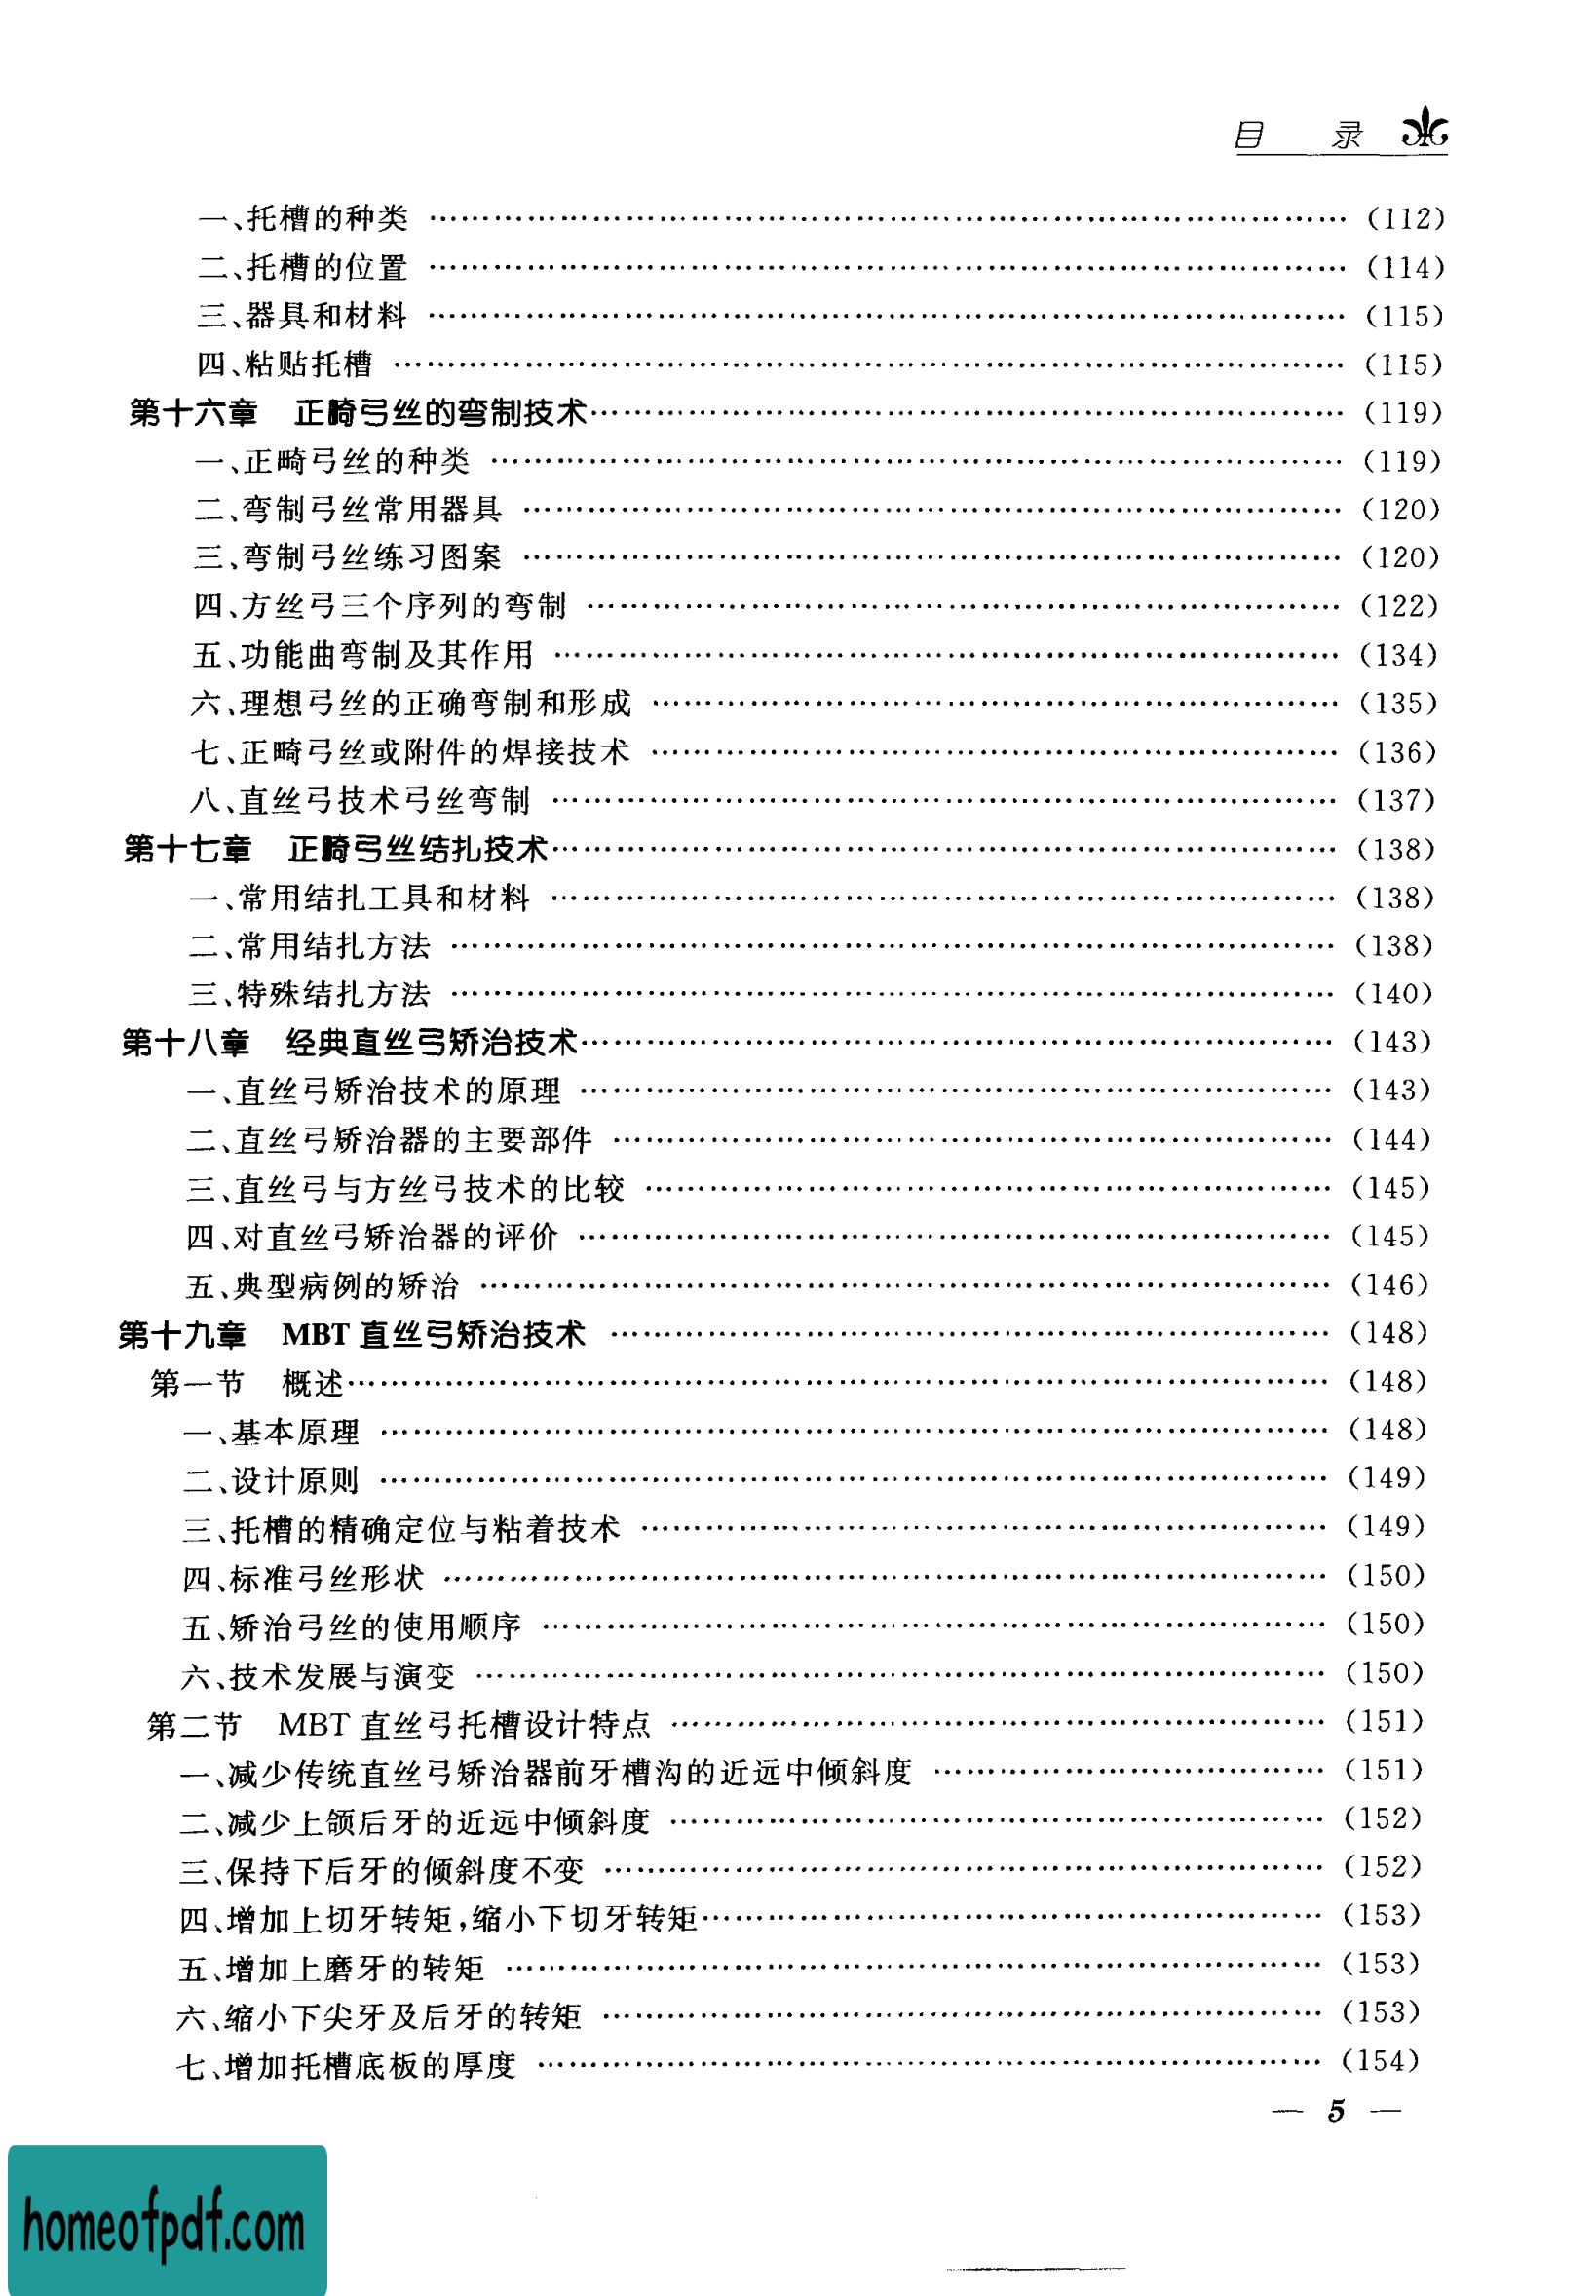 目 录
一、托槽的种类 …………………………………… (112)
二、托槽的位置 …………………………………… (114)
三、器具和材料 …………………………………… (115)
四、粘贴托槽 …………………………………… (115)
第十六章 正畸弓丝的弯制技术…………………………………… (119)
一、正畸弓丝的种类 …………………………………… (119)
二、弯制弓丝常用器具 …………………………………… (120)
三、弯制弓丝练习图案 …………………………………… (120)
四、方丝弓三个序列的弯制 …………………………………… (122)
五、功能曲弯制及其作用 …………………………………… (134)
六、理想弓丝的正确弯制和形成 …………………………………… (135)
七、正畸弓丝或附件的焊接技术 …………………………………… (136)
八、直丝弓技术弓丝弯制 …………………………………… (137)
第十七章 正畸弓丝结扎技术…………………………………… (138)
一、常用结扎工具和材料 …………………………………… (138)
二、常用结扎方法 …………………………………… (138)
三、特殊结扎方法 …………………………………… (140)
第十八章 经典直丝弓矫治技术…………………………………… (143)
一、直丝弓矫治技术的原理 …………………………………… (143)
二、直丝弓矫治器的主要部件 …………………………………… (144)
三、直丝弓与方丝弓技术的比较 …………………………………… (145)
四、对直丝弓矫治器的评价 …………………………………… (145)
五、典型病例的矫治 …………………………………… (146)
第十九章 MBT 直丝弓矫治技术 …………………………………… (148)
第一节 概述…………………………………… (148)
一、基本原理 …………………………………… (148)
二、设计原则 …………………………………… (149)
三、托槽的精确定位与粘着技术 …………………………………… (149)
四、标准弓丝形状 …………………………………… (150)
五、矫治弓丝的使用顺序 …………………………………… (150)
六、技术发展与演变 …………………………………… (150)
第二节 MBT 直丝弓托槽设计特点 …………………………………… (151)
一、减少传统直丝弓矫治器前牙槽沟的近远中倾斜度 …………………… (151)
二、减少上颌后牙的近远中倾斜度 …………………………………… (152)
三、保持下后牙的倾斜度不变 …………………………………… (152)
四、增加上切牙转矩,缩小下切牙转矩…………………………………… (153)
五、增加上磨牙的转矩 …………………………………… (153)
六、缩小下尖牙及后牙的转矩 …………………………………… (153)
七、增加托槽底板的厚度 …………………………………… (154)
— 5 —
homeofpdf.com